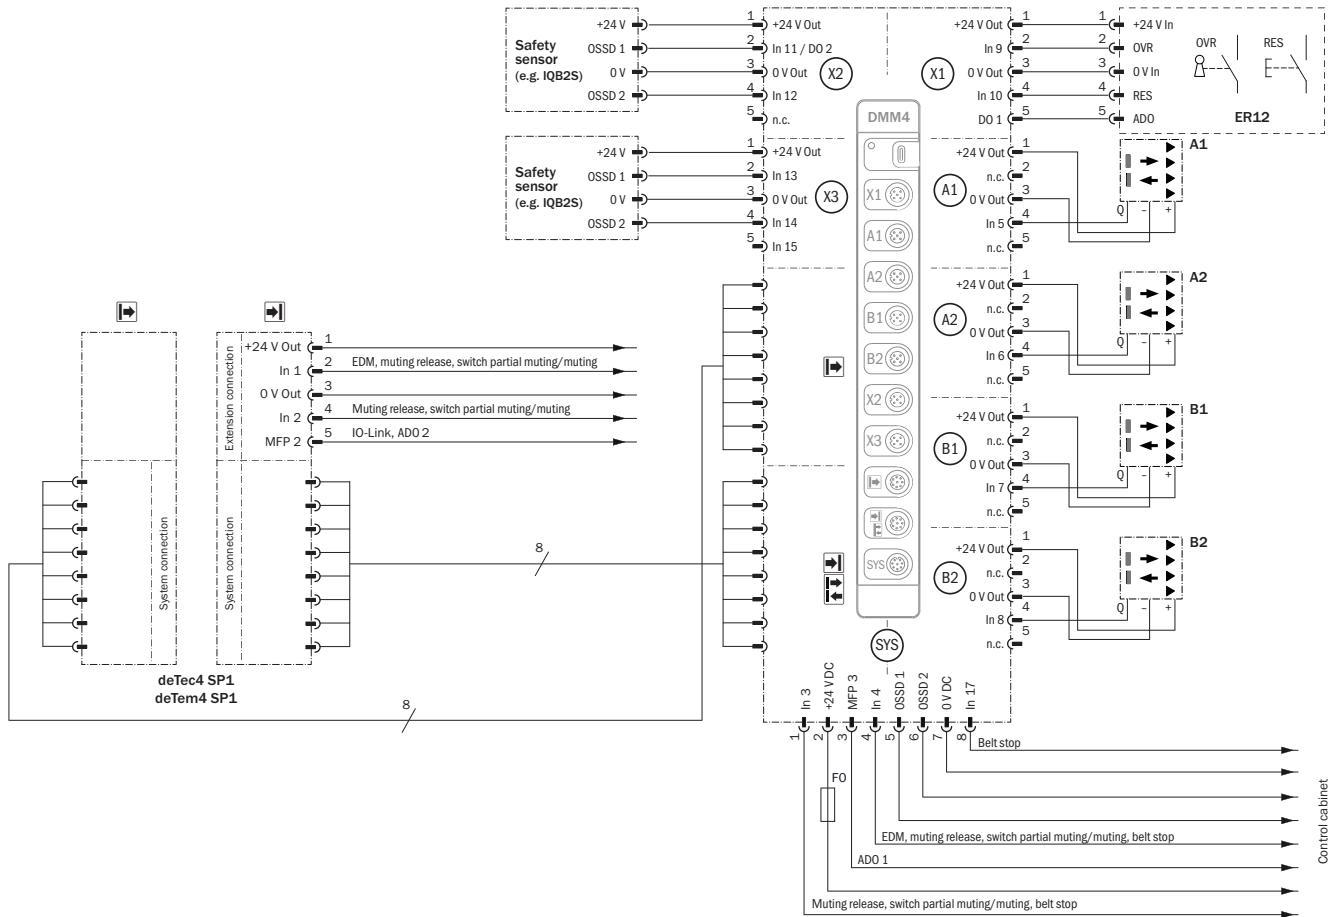 Safety
sensor
(e.g. IQB2S)
+24 V
OSSD 1
0 V
OSSD 2
1
2
3
4
5
+24 V Out
In 11 / DO 2
0 V Out
In 12
n.c.
X2
X1
+24 V Out
In 9
0 V Out
In 10
DO 1
1
2
3
4
5
1
2
3
4
5
+24 V In
OVR
0 V In
RES
ADO
OVR
RES
ER12
Safety
sensor
(e.g. IQB2S)
+24 V
OSSD 1
0 V
OSSD 2
1
2
3
4
5
+24 V Out
In 13
0 V Out
In 14
In 15
X3
DMM4
X1
A1
A2
B1
B2
X2
X3
SYS
A1
+24 V Out
n.c.
0 V Out
In 5
n.c.
1
2
3
4
5
Q
–
+
A1
A2
+24 V Out
n.c.
0 V Out
In 6
n.c.
1
2
3
4
5
Q
–
+
A2
B1
+24 V Out
n.c.
0 V Out
In 7
n.c.
1
2
3
4
5
Q
–
+
B1
B2
+24 V Out
n.c.
0 V Out
In 8
n.c.
1
2
3
4
5
Q
–
+
B2
Extension connection
+24 V Out
In 1
0 V Out
In 2
MFP 2
1
2
3
4
5
EDM, muting release, switch partial muting/muting
Muting release, switch partial muting/muting
IO-Link, ADO 2
System connection
System connection
deTec4 SP1
deTem4 SP1
8
8
SYS
In 3
+24 V DC
MFP 3
In 4
OSSD 1
OSSD 2
0 V DC
In 17
1
2
3
4
5
6
7
8
Belt stop
F0
EDM, muting release, switch partial muting/muting, belt stop
ADO 1
Muting release, switch partial muting/muting, belt stop
Control cabinet